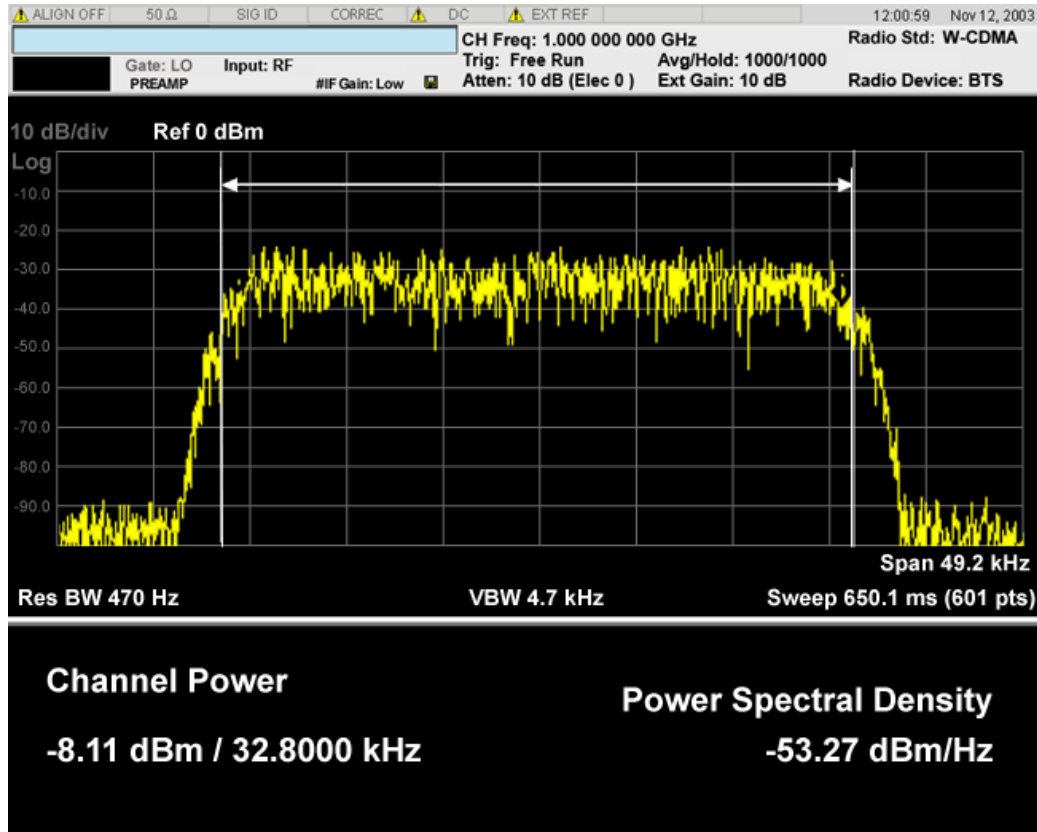 ALIGN OFF 50 Ω SIG ID CORREC DC EXT REF 12:00:59 Nov 12, 2003
CH Freq: 1.000 000 000 GHz Radio Std: W-CDMA
Gate: LO Input: RF Trig: Free Run Avg/Hold: 1000/1000
PREAMP #IF Gain: Low Atten: 10 dB (Elec 0 ) Ext Gain: 10 dB Radio Device: BTS
10 dB/div Ref 0 dBm
Log
-10.0
-20.0
-30.0
-40.0
-50.0
-60.0
-70.0
-80.0
-90.0
Span 49.2 kHz
Res BW 470 Hz VBW 4.7 kHz Sweep 650.1 ms (601 pts)
Channel Power
Power Spectral Density
-8.11 dBm / 32.8000 kHz -53.27 dBm/Hz